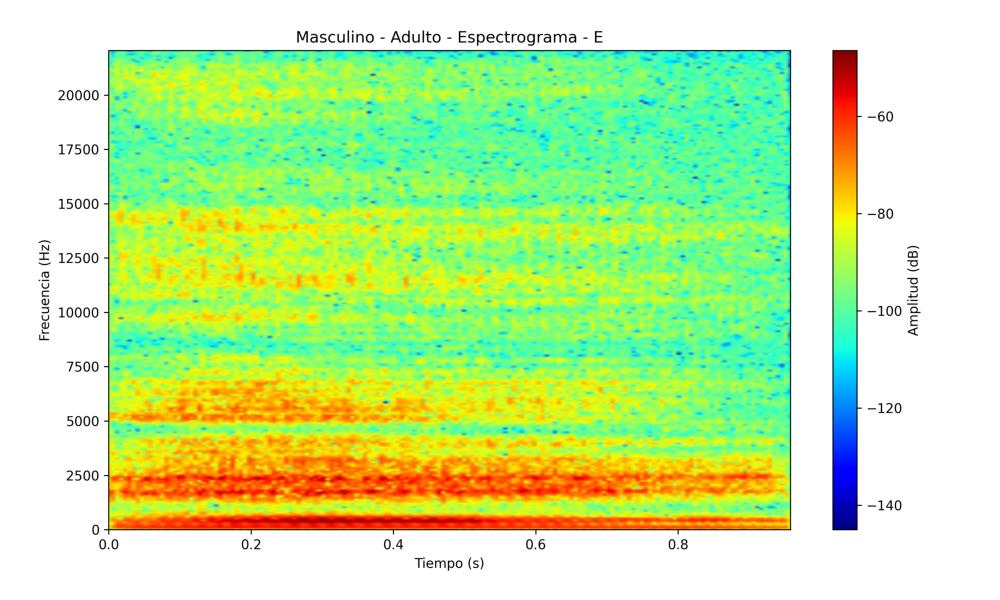 Masculino - Adulto - Espectrograma - E
Frecuencia (Hz)
20000
17500
15000
12500
10000
7500
5000
2500
0
0.0 0.2 0.4 0.6 0.8
Tiempo (s)
−60
−80
−100
−120
−140
Amplitud (dB)